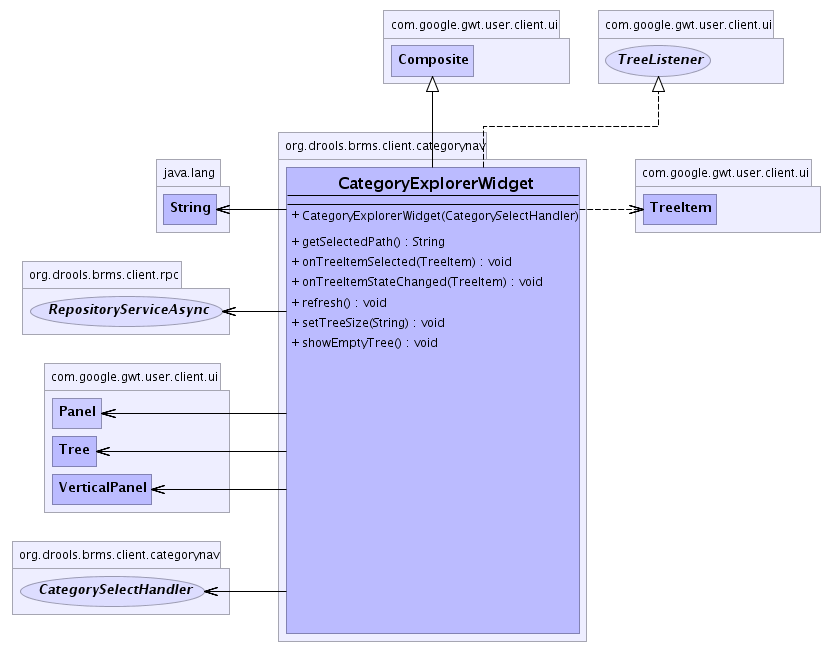 com.google.gwt.user.client.ui
Composite
com.google.gwt.user.client.ui
TreeListener
org.drools.brms.client.categorynav
CategoryExplorerWidget
+ CategoryExplorerWidget(CategorySelectHandler)
+ getSelectedPath() : String
+ onTreeItemSelected(TreeItem) : void
+ onTreeItemStateChanged(TreeItem) : void
+ refresh() : void
+ setTreeSize(String) : void
+ showEmptyTree() : void
java.lang
String
com.google.gwt.user.client.ui
TreeItem
org.drools.brms.client.rpc
RepositoryServiceAsync
com.google.gwt.user.client.ui
Panel
Tree
VerticalPanel
org.drools.brms.client.categorynav
CategorySelectHandler